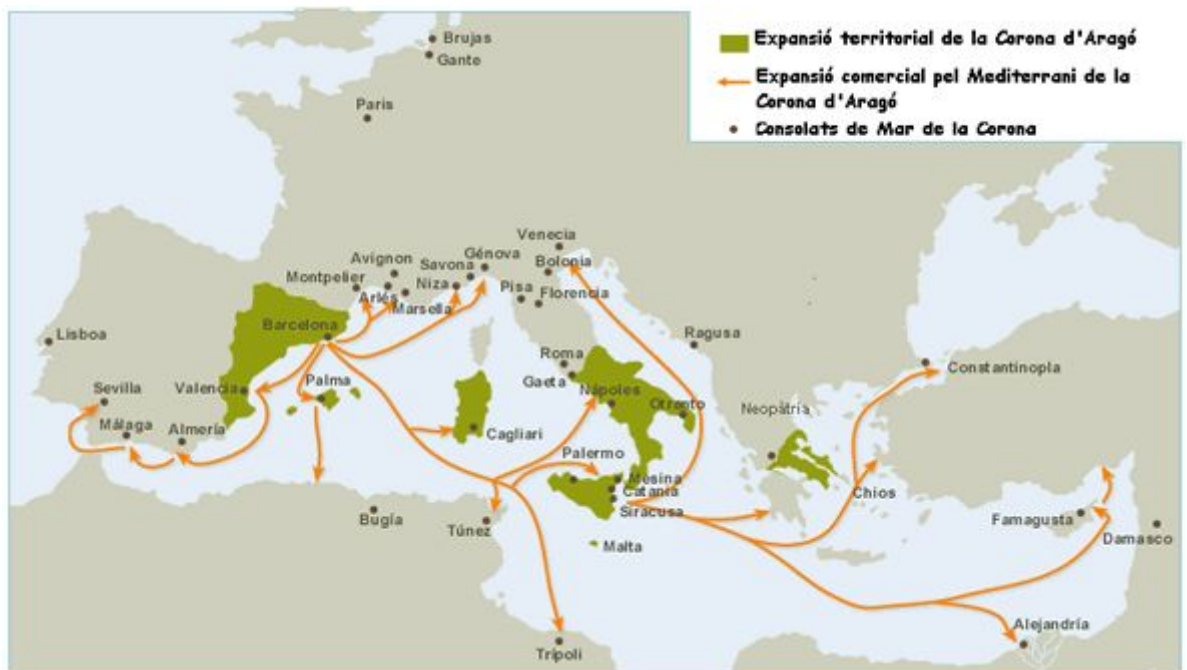 Expansió territorial de la Corona d'Aragó
Expansió comercial pel Mediterrani de la
Corona d'Aragó
Consolats de Mar de la Corona
Brujas
Gante
Paris
Venecia
Génova
Bolonia
Avignon
Savona
Montpelier
Niza
Pisa
Arlés
Florencia
Marsella
Barcelona
Ragusa
Lisboa
Roma
Constantinopla
Gaeta
Sevilla
Valencia
Palma
Nápoles
Otranto
Neopàtria
Málaga
Almería
Cagliari
Palermo
Mesina
Catania
Chios
Siracusa
Bugía
Túnez
Famagusta
Damasco
Malta
Alejandría
Trípoli